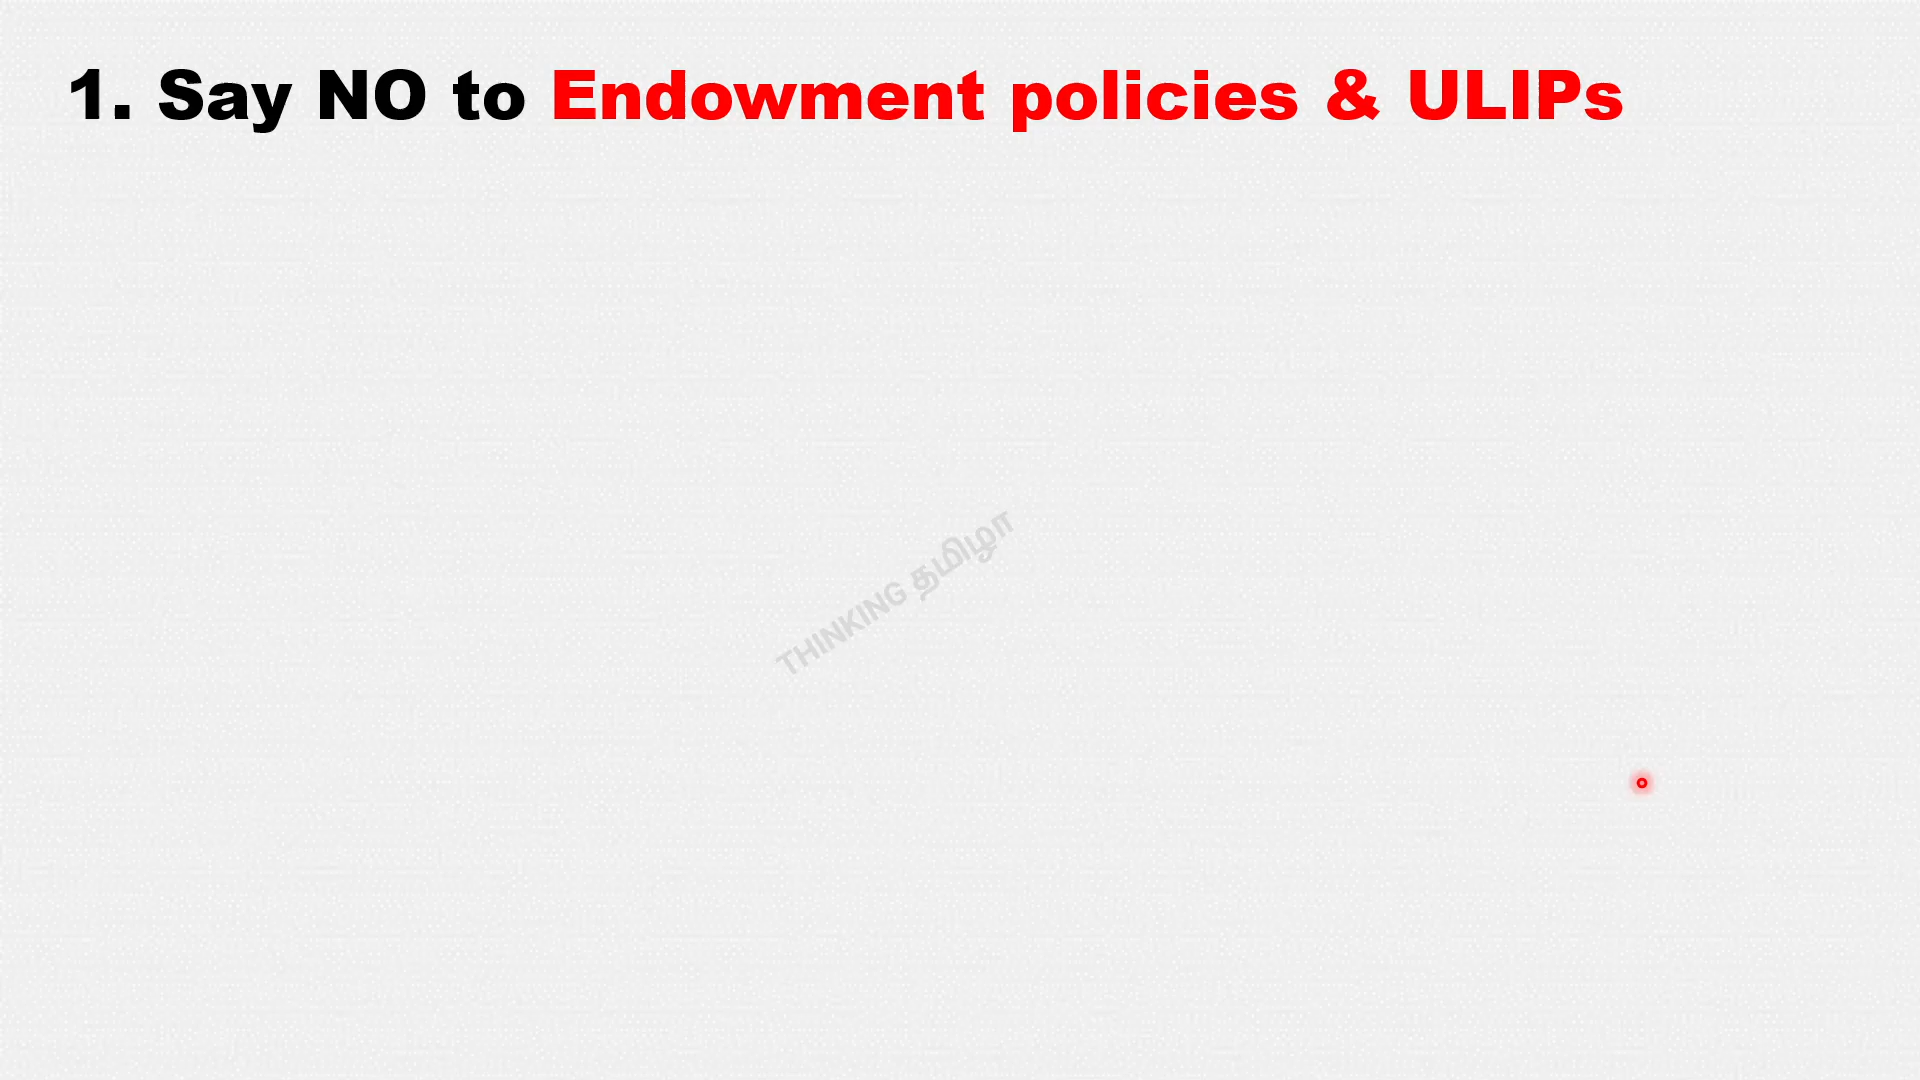 1. Say NO to Endowment policies & ULIPs
THINKING தமிழா